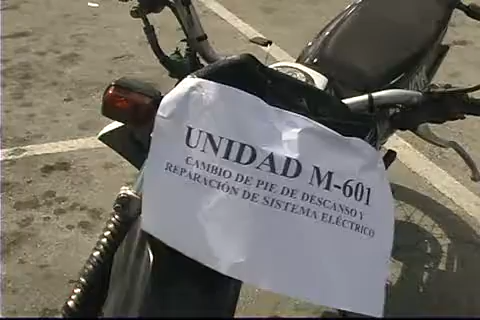 UNIDAD M-601
CAMBIO DE PIE DE DESCANSO Y
REPARACIÓN DE SISTEMA ELÉCTRICO